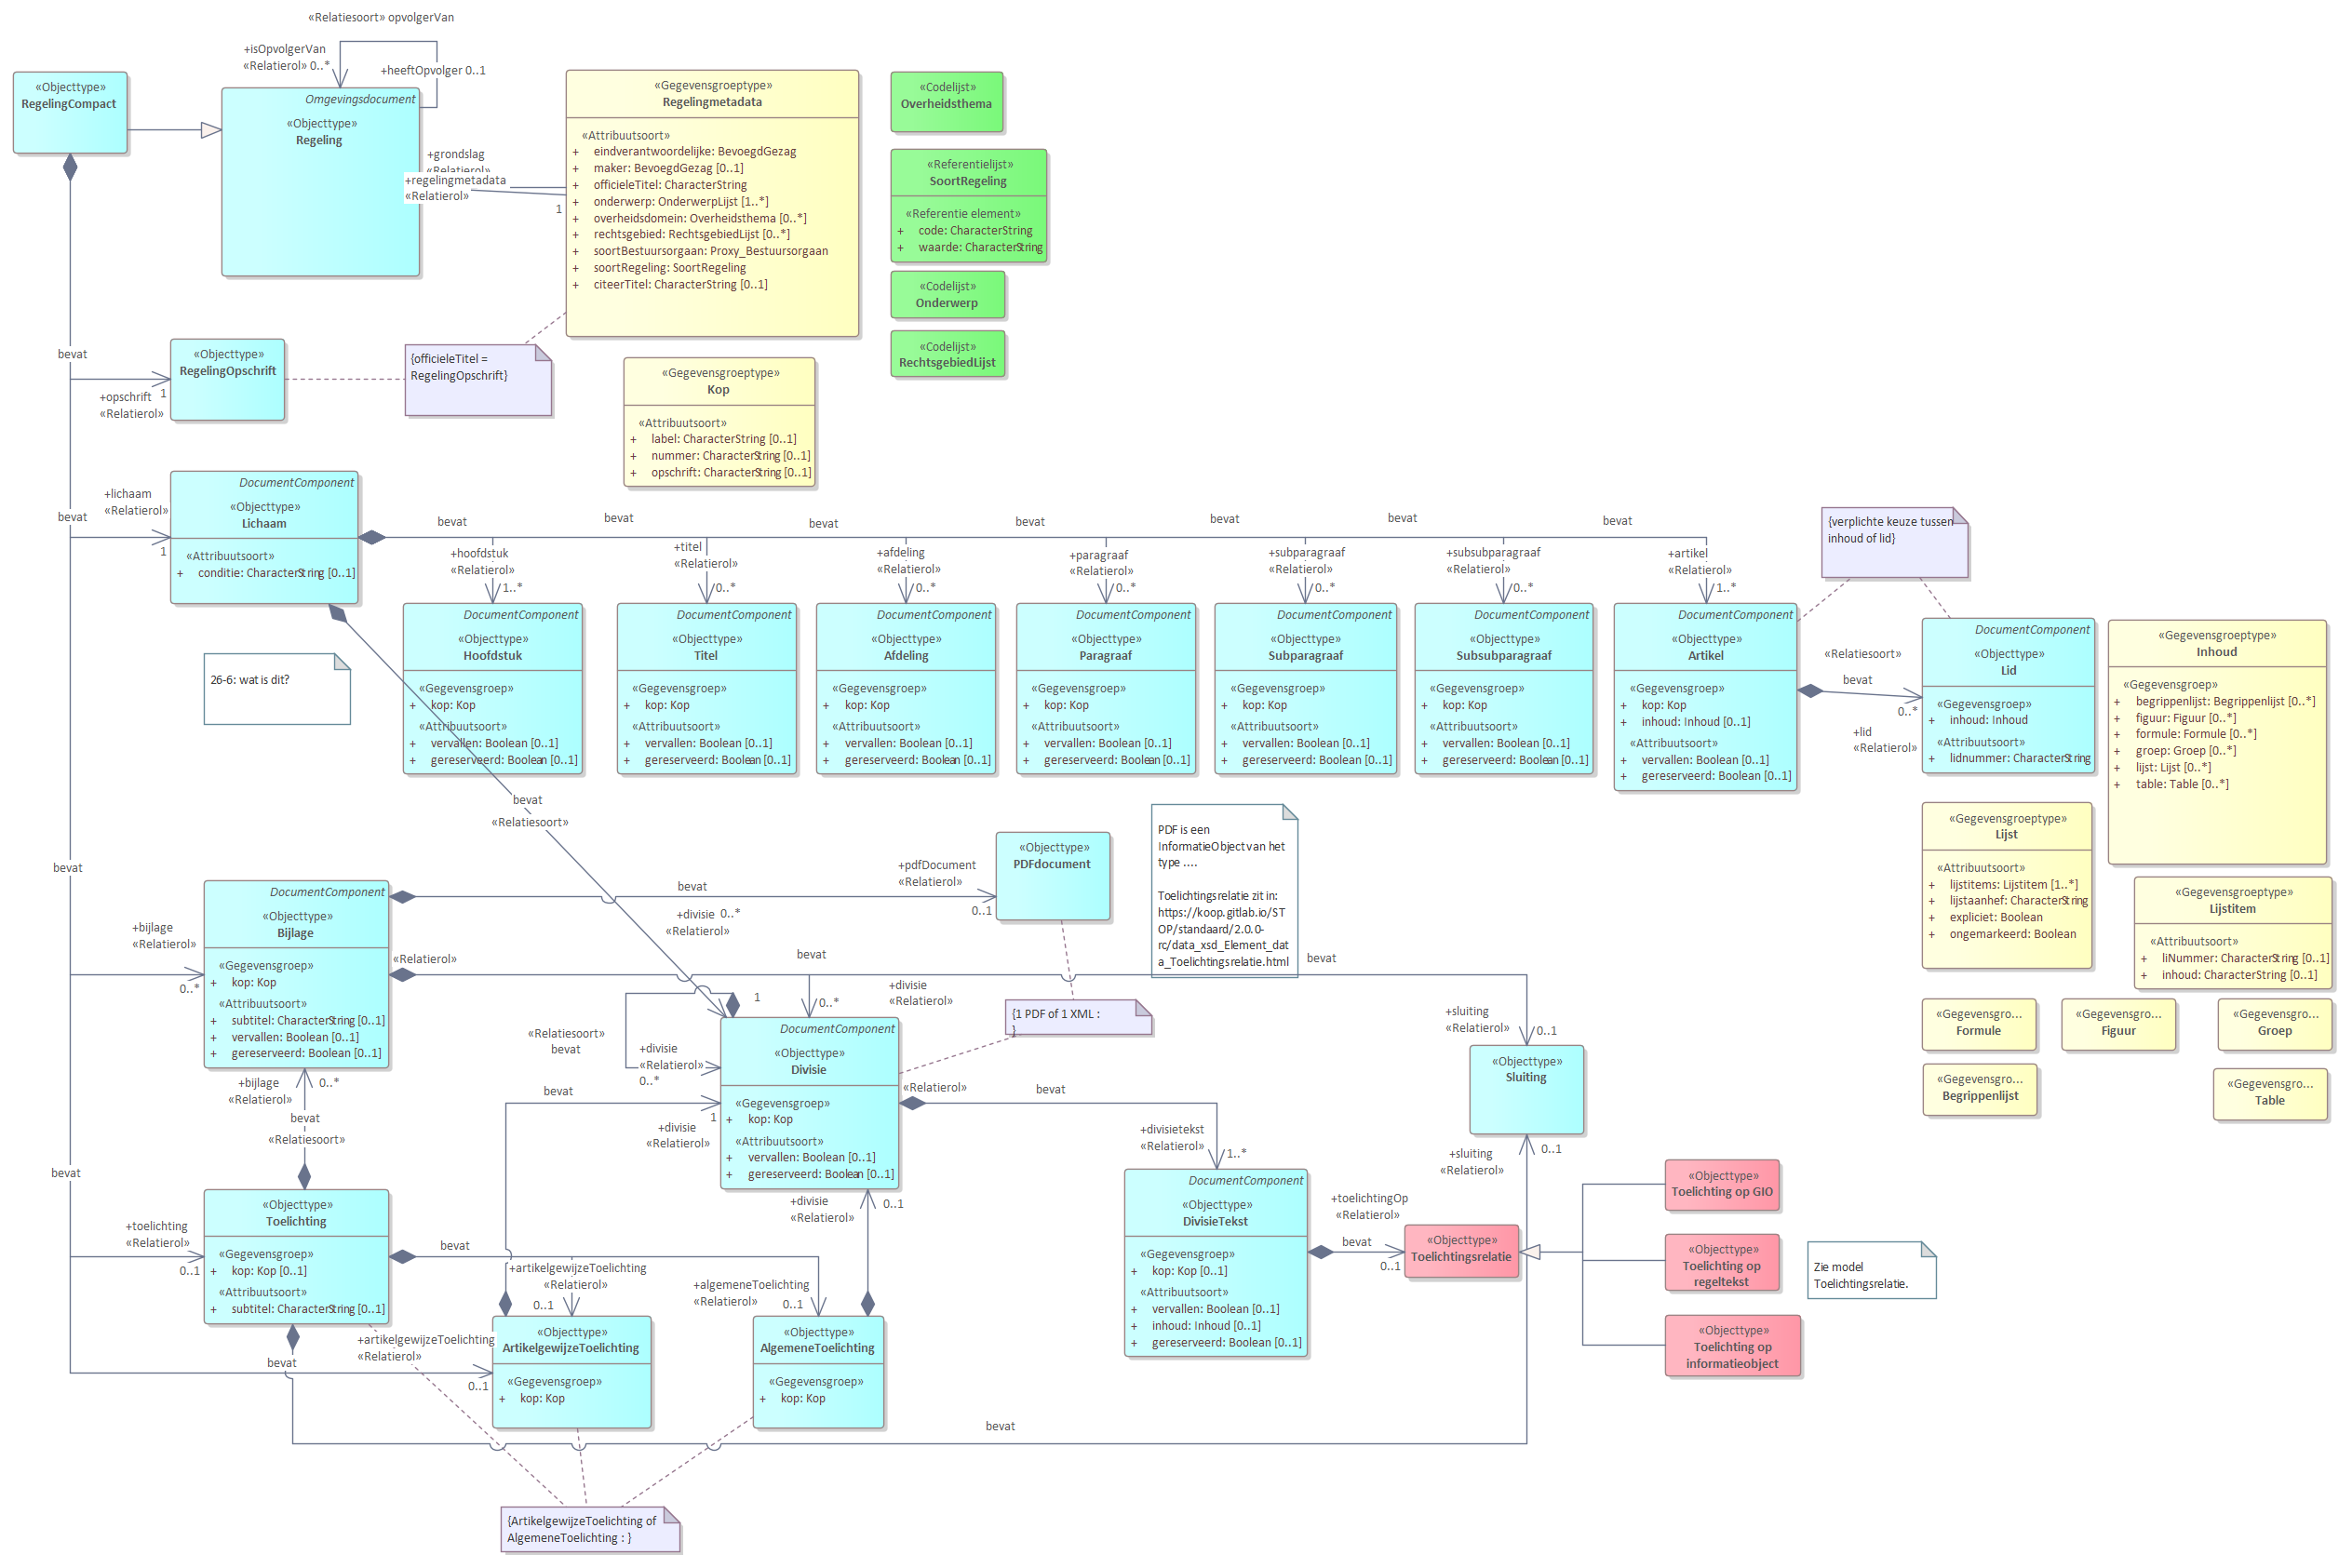 «Relatiesoort» opvolgerVan
+isOpvolgerVan
«Relatierol» 0..*
+heeftOpvolger 0..1
«Objecttype»
RegelingCompact
Omgevingsdocument
«Objecttype»
Regeling
+grondslag
«Relatierol»
+regelingmetadata
«Relatierol»
1
«Gegevensgroeptype»
Regelingmetadata
«Attribuutsoort»
+ eindverantwoordelijke: BevoegdGezag
+ maker: BevoegdGezag [0..1]
+ officieleTitel: CharacterString
+ onderwerp: OnderwerpLijst [1..*]
+ overheidsdomein: Overheidsthema [0..*]
+ rechtsgebied: RechtsgebiedLijst [0..*]
+ soortBestuursorgaan: Proxy_Bestuursorgaan
+ soortRegeling: SoortRegeling
+ citeerTitel: CharacterString [0..1]
«Codelijst»
Overheidsthema
«Referentielijst»
SoortRegeling
«Referentie element»
+ code: CharacterString
+ waarde: CharacterString
«Codelijst»
Onderwerp
«Codelijst»
RechtsgebiedLijst
bevat
«Objecttype»
RegelingOpschrift
+opschrift
«Relatierol»
1
{officieleTitel =
RegelingOpschrift}
«Gegevensgroeptype»
Kop
«Attribuutsoort»
+ label: CharacterString [0..1]
+ nummer: CharacterString [0..1]
+ opschrift: CharacterString [0..1]
bevat
+lichaam
«Relatierol»
1
DocumentComponent
«Objecttype»
Lichaam
«Attribuutsoort»
+ conditie: CharacterString [0..1]
bevat
bevat
bevat
bevat
bevat
bevat
bevat
+hoofdstuk
«Relatierol»
1..*
+titel
«Relatierol»
0..*
+afdeling
«Relatierol»
0..*
+paragraaf
«Relatierol»
0..*
+subparagraaf
«Relatierol»
0..*
+subsubparagraaf
«Relatierol»
0..*
+artikel
«Relatierol»
1..*
{verplichte keuze tussen
inhoud of lid}
26-6: wat is dit?
DocumentComponent
«Objecttype»
Hoofdstuk
«Gegevensgroep»
+ kop: Kop
«Attribuutsoort»
+ vervallen: Boolean [0..1]
+ gereserveerd: Boolean [0..1]
DocumentComponent
«Objecttype»
Titel
«Gegevensgroep»
+ kop: Kop
«Attribuutsoort»
+ vervallen: Boolean [0..1]
+ gereserveerd: Boolean [0..1]
DocumentComponent
«Objecttype»
Afdeling
«Gegevensgroep»
+ kop: Kop
«Attribuutsoort»
+ vervallen: Boolean [0..1]
+ gereserveerd: Boolean [0..1]
DocumentComponent
«Objecttype»
Paragraaf
«Gegevensgroep»
+ kop: Kop
«Attribuutsoort»
+ vervallen: Boolean [0..1]
+ gereserveerd: Boolean [0..1]
DocumentComponent
«Objecttype»
Subparagraaf
«Gegevensgroep»
+ kop: Kop
«Attribuutsoort»
+ vervallen: Boolean [0..1]
+ gereserveerd: Boolean [0..1]
DocumentComponent
«Objecttype»
Subsubparagraaf
«Gegevensgroep»
+ kop: Kop
«Attribuutsoort»
+ vervallen: Boolean [0..1]
+ gereserveerd: Boolean [0..1]
DocumentComponent
«Objecttype»
Artikel
«Gegevensgroep»
+ kop: Kop
+ inhoud: Inhoud [0..1]
«Attribuutsoort»
+ vervallen: Boolean [0..1]
+ gereserveerd: Boolean [0..1]
«Relatiesoort»
bevat
0..*
+lid
«Relatierol»
DocumentComponent
«Objecttype»
Lid
«Gegevensgroep»
+ inhoud: Inhoud
«Attribuutsoort»
+ lidnummer: CharacterString
«Gegevensgroeptype»
Inhoud
«Gegevensgroep»
+ begrippenlijst: Begrippenlijst [0..*]
+ figuur: Figuur [0..*]
+ formule: Formule [0..*]
+ groep: Groep [0..*]
+ lijst: Lijst [0..*]
+ table: Table [0..*]
«Gegevensgroeptype»
Lijst
«Attribuutsoort»
+ lijstitems: Lijstitem [1..*]
+ lijstaanhef: CharacterString
+ expliciet: Boolean
+ ongemarkeerd: Boolean
«Gegevensgroeptype»
Lijstitem
«Attribuutsoort»
+ liNummer: CharacterString [0..1]
+ inhoud: CharacterString [0..1]
«Gegevensgro...
Formule
«Gegevensgro...
Figuur
«Gegevensgro...
Groep
«Gegevensgro...
Begrippenlijst
«Gegevensgro...
Table
bevat
«Relatiesoort»
+divisie 0..*
«Relatierol»
bevat
+pdfDocument
«Relatierol»
0..1
«Objecttype»
PDFdocument
PDF is een
InformatieObject van het
type ....
Toelichtingsrelatie zit in:
https://koop.gitlab.io/ST
OP/standaard/2.0.0-
rc/data_xsd_Element_dat
a_Toelichtingsrelatie.html
bevat
+bijlage
«Relatierol»
0..*
DocumentComponent
«Objecttype»
Bijlage
«Gegevensgroep»
+ kop: Kop
«Attribuutsoort»
+ subtitel: CharacterString [0..1]
+ vervallen: Boolean [0..1]
+ gereserveerd: Boolean [0..1]
«Relatierol»
bevat
0..*
+divisie
«Relatierol»
bevat
1
«Relatiesoort»
bevat
+divisie
«Relatierol»
0..*
{1 PDF of 1 XML :
}
+sluiting
«Relatierol»
0..1
«Objecttype»
Sluiting
DocumentComponent
«Objecttype»
Divisie
«Gegevensgroep»
+ kop: Kop
«Attribuutsoort»
+ vervallen: Boolean [0..1]
+ gereserveerd: Boolean [0..1]
«Relatierol»
bevat
bevat
1
+divisie
«Relatierol»
+bijlage
«Relatierol»
0..*
bevat
«Relatiesoort»
+divisietekst
«Relatierol»
1..*
+sluiting
«Relatierol»
0..1
bevat
+toelichting
«Relatierol»
0..1
«Objecttype»
Toelichting
«Gegevensgroep»
+ kop: Kop [0..1]
«Attribuutsoort»
+ subtitel: CharacterString [0..1]
bevat
+divisie
«Relatierol»
0..1
+artikelgewijzeToelichting
«Relatierol»
0..1
+algemeneToelichting
«Relatierol»
0..1
DocumentComponent
«Objecttype»
DivisieTekst
«Gegevensgroep»
+ kop: Kop [0..1]
«Attribuutsoort»
+ vervallen: Boolean [0..1]
+ inhoud: Inhoud [0..1]
+ gereserveerd: Boolean [0..1]
+toelichtingOp
«Relatierol»
bevat
0..1
«Objecttype»
Toelichtingsrelatie
«Objecttype»
Toelichting op GIO
«Objecttype»
Toelichting op
regeltekst
«Objecttype»
Toelichting op
informatieobject
Zie model
Toelichtingsrelatie.
+artikelgewijzeToelichting
«Relatierol»
0..1
bevat
«Objecttype»
ArtikelgewijzeToelichting
«Gegevensgroep»
+ kop: Kop
«Objecttype»
AlgemeneToelichting
«Gegevensgroep»
+ kop: Kop
bevat
{ArtikelgewijzeToelichting of
AlgemeneToelichting : }